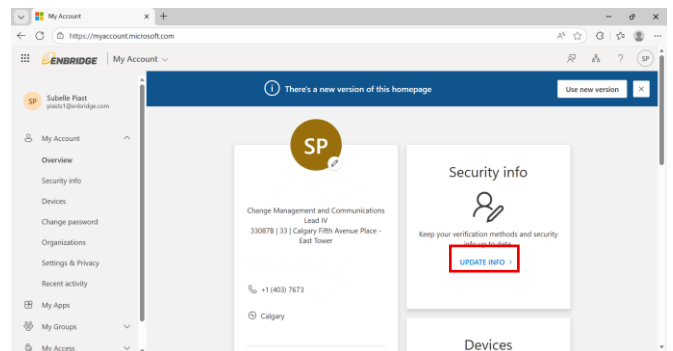 My Account
https://myaccount.microsoft.com
ENBRIDGE
My Account
?
SP
There's a new version of this homepage
Use new version
SP
Subelle Piast
piasts1@enbridge.com
My Account
Overview
Security info
Devices
Change password
Organizations
Settings & Privacy
Recent activity
My Apps
My Groups
My Access
SP
Change Management and Communications
Lead IV
330878 | 33 | Calgary Fifth Avenue Place -
East Tower
+1 (403) 7673
Calgary
Security info
Keep your verification methods and security
info up to date.
UPDATE INFO >
Devices